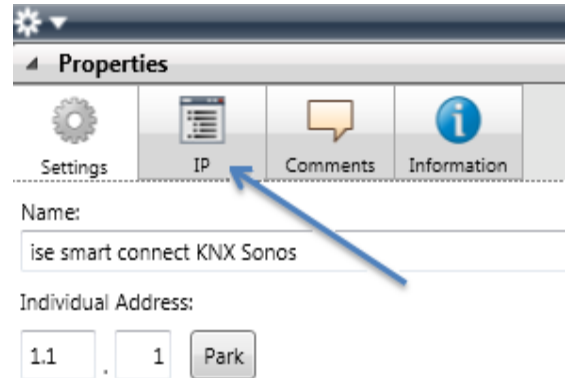 Properties
Settings IP Comments Information
Name:
ise smart connect KNX Sonos
Individual Address:
1.1 . 1 Park